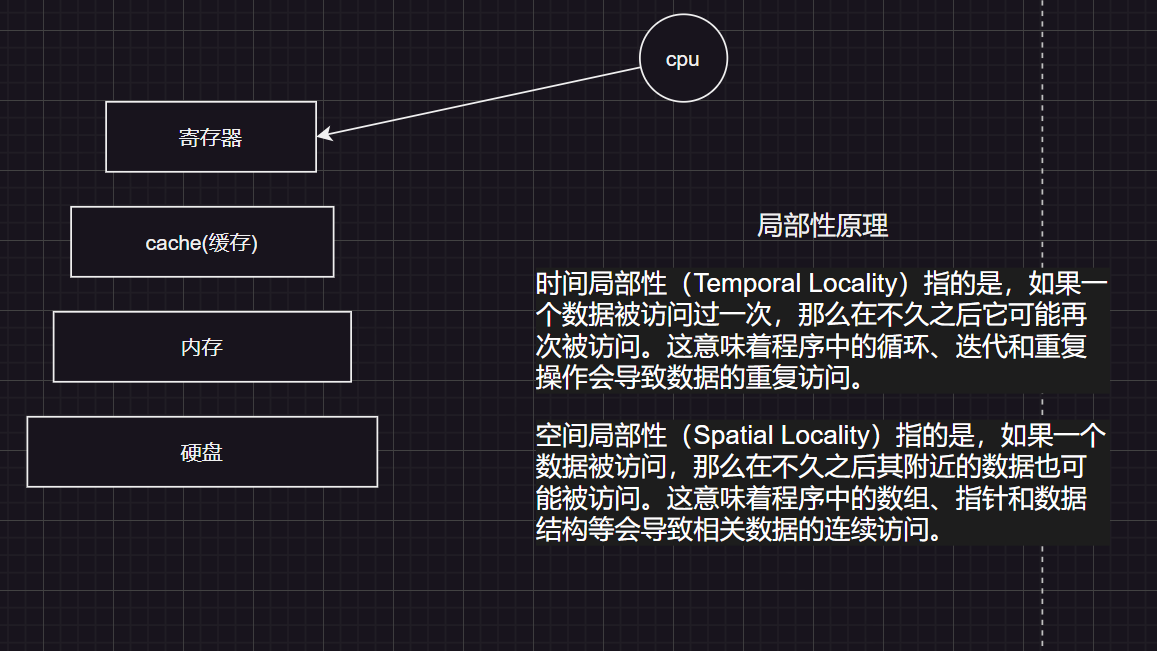 cpu
寄存器
cache(缓存)
内存
硬盘
局部性原理
时间局部性（Temporal Locality）指的是，如果一
个数据被访问过一次，那么在不久之后它可能再
次被访问。这意味着程序中的循环、迭代和重复
操作会导致数据的重复访问。
空间局部性（Spatial Locality）指的是，如果一个
数据被访问，那么在不久之后其附近的数据也可
能被访问。这意味着程序中的数组、指针和数据
结构等会导致相关数据的连续访问。